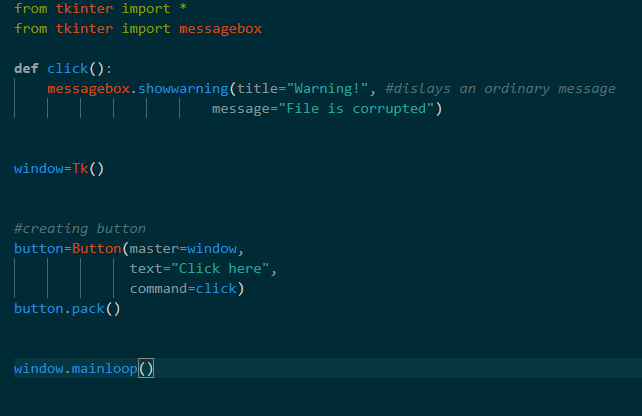 from tkinter import *
from tkinter import messagebox
def click():
messagebox.showwarning(title="Warning!", #dislays an ordinary message
message="File is corrupted")
window=Tk()
#creating button
button=Button(master=window,
text="Click here",
command=click)
button.pack()
window.mainloop()